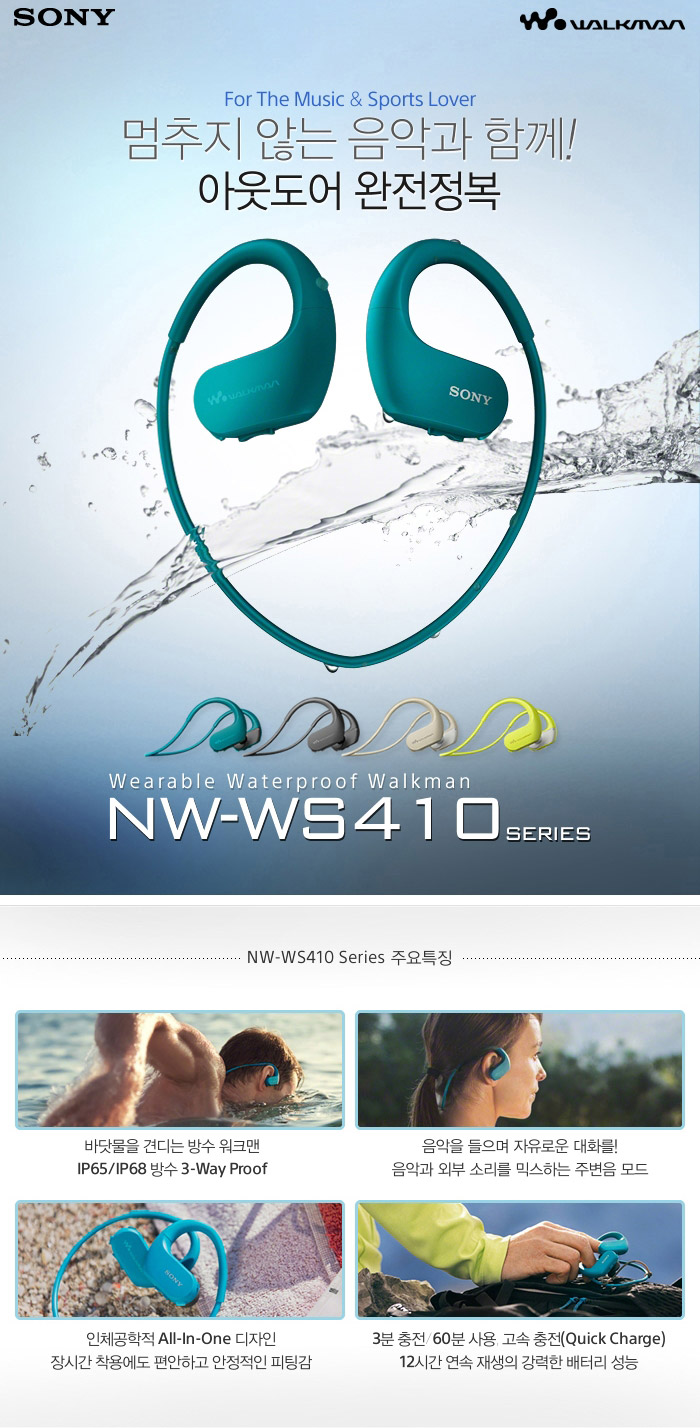 SONY
WALKMAN
For The Music & Sports Lover
멈추지 않는 음악과 함께!
아웃도어 완전정복
WALKMAN
SONY
Wearable Waterproof Walkman
NW-WS410 SERIES
NW-WS410 Series 주요특징
바닷물을 견디는 방수 워크맨
IP65/IP68 방수 3-Way Proof
음악을 들으며 자유로운 대화를!
음악과 외부 소리를 믹스하는 주변음 모드
SONY
인체공학적 All-In-One 디자인
장시간 착용에도 편안하고 안정적인 피팅감
3분 충전/60분 사용, 고속 충전(Quick Charge)
12시간 연속 재생의 강력한 배터리 성능